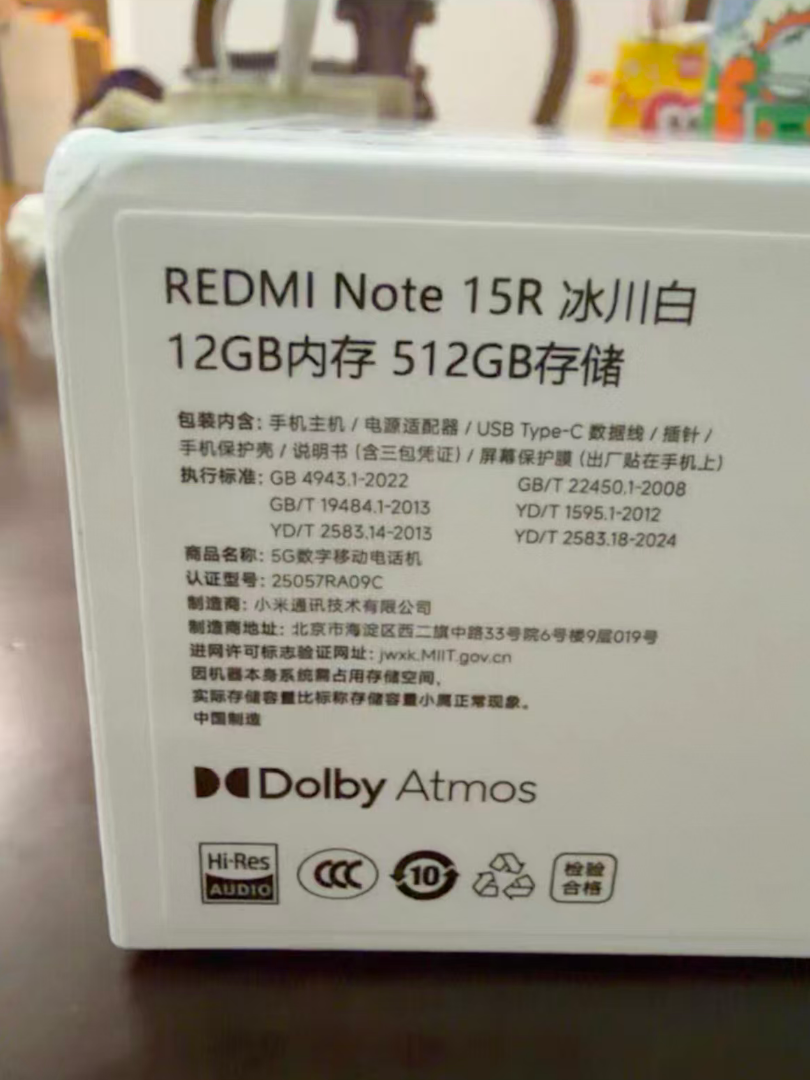 REDMI Note 15R 冰川白
12GB内存 512GB存储
包装内含: 手机主机 / 电源适配器 / USB Type-C 数据线 / 插针 /
手机保护壳 / 说明书 (含三包凭证) / 屏幕保护膜 (出厂贴在手机上)
执行标准: GB 4943.1-2022 GB/T 22450.1-2008
GB/T 19484.1-2013 YD/T 1595.1-2012
YD/T 2583.14-2013 YD/T 2583.18-2024
商品名称: 5G数字移动电话机
认证型号: 25057RA09C
制造商: 小米通讯技术有限公司
制造商地址: 北京市海淀区西二旗中路33号院6号楼9层019号
进网许可标志验证网址: jwxk.MIIT.gov.cn
因机器本身系统需占用存储空间,
实际存储容量比标称存储容量小属正常现象。
中国制造
Dolby Atmos
Hi-Res
AUDIO
CCC
10
检验
合格